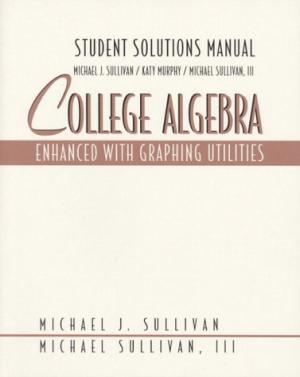 STUDENT SOLUTIONS MANUAL
MICHAEL J. SULLIVAN / KATY MURPHY / MICHAEL SULLIVAN, III
COLLEGE ALGEBRA
ENHANCED WITH GRAPHING UTILITIES
MICHAEL J. SULLIVAN
MICHAEL SULLIVAN, III